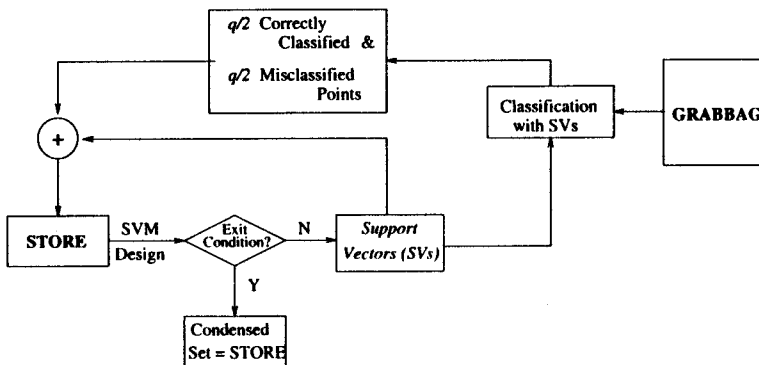 q/2 Correctly
Classified &
q/2 Misclassified
Points
Classification
with SVs
GRABBAG
+
STORE
SVM
Design
Exit
Condition?
N
Support
Vectors (SVs)
Y
Condensed
Set = STORE